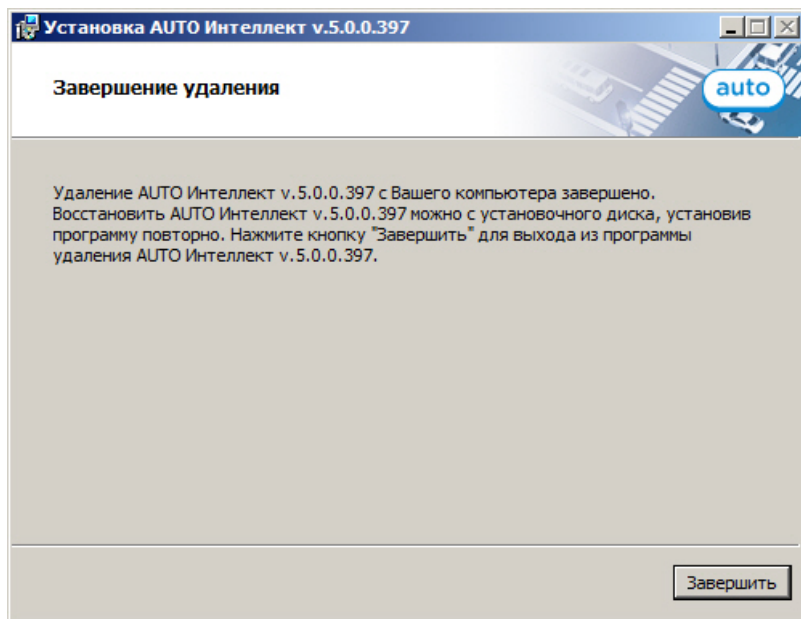 Установка AUTO Интеллект v.5.0.0.397
Завершение удаления
auto
Удаление AUTO Интеллект v.5.0.0.397 с Вашего компьютера завершено.
Восстановить AUTO Интеллект v.5.0.0.397 можно с установочного диска, установив
программу повторно. Нажмите кнопку "Завершить" для выхода из программы
удаления AUTO Интеллект v.5.0.0.397.
Завершить